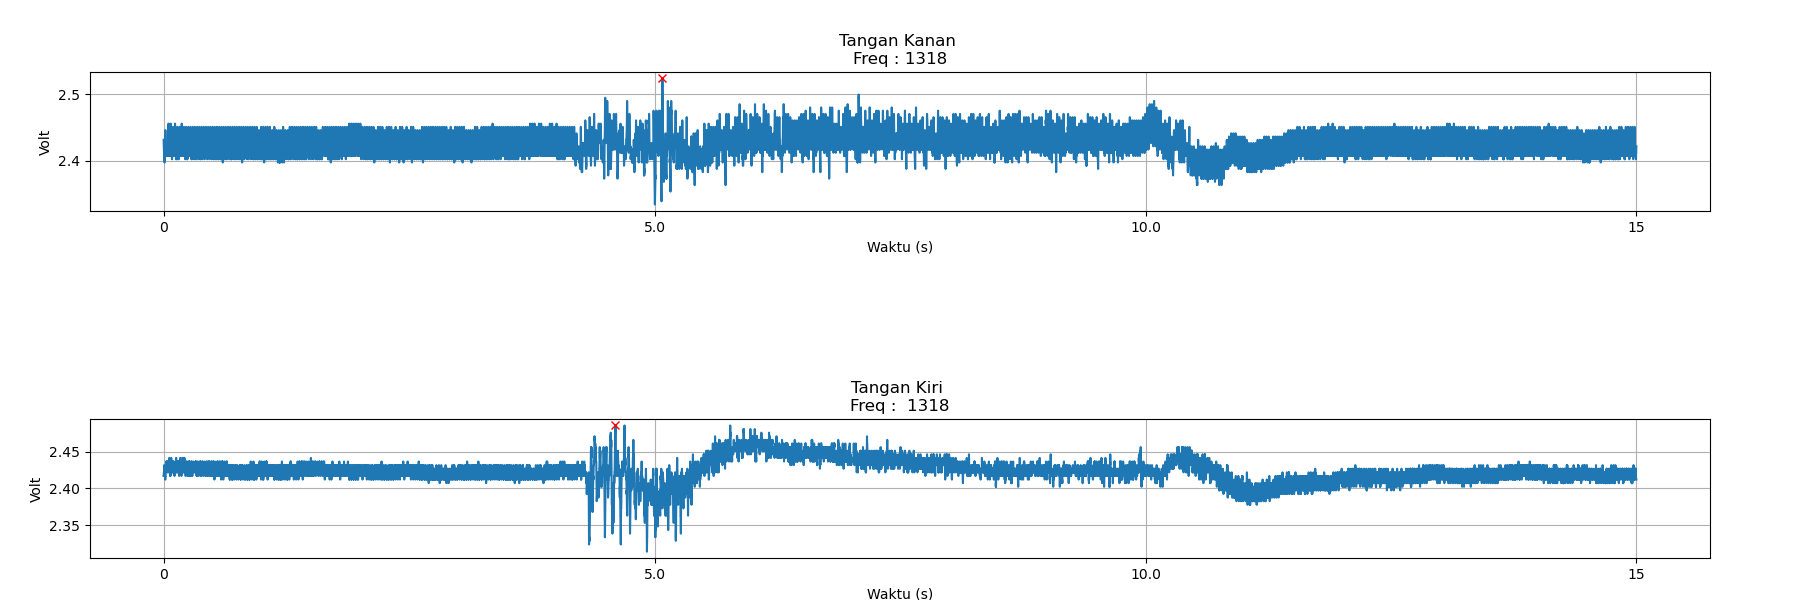 Tangan Kanan
Freq : 1318
2.5
2.4
Volt
0 5.0 10.0 15
Waktu (s)
Tangan Kiri
Freq :  1318
2.45
2.40
2.35
Volt
0 5.0 10.0 15
Waktu (s)